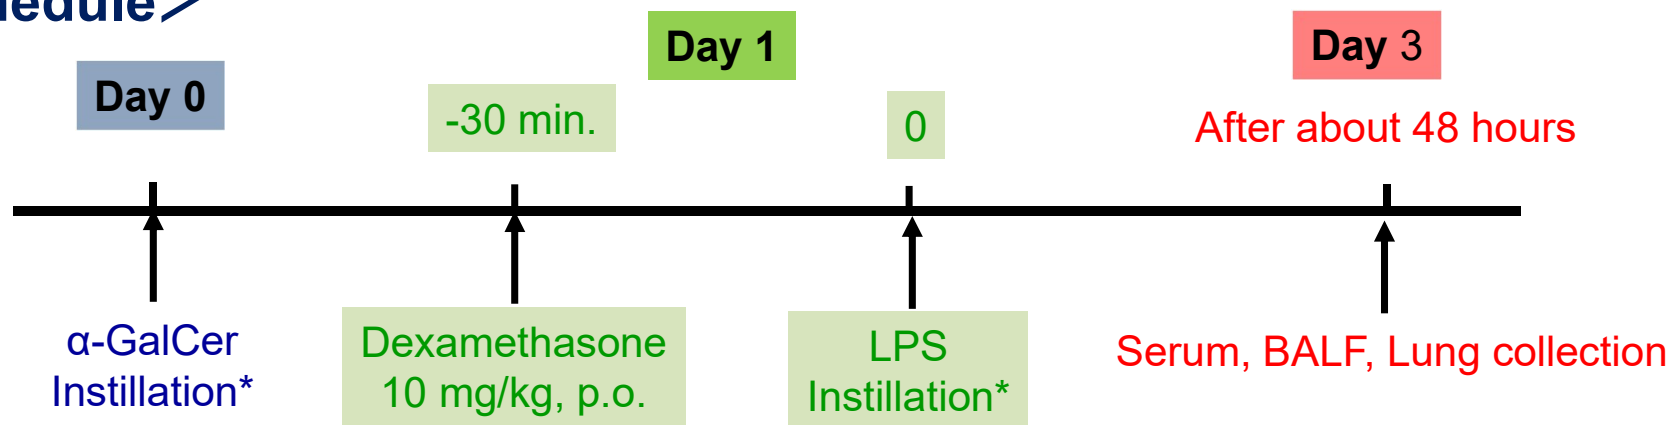 Day 0
-30 min.
Day 1
0
Day 3
After about 48 hours
α-GalCer
Instillation*
Dexamethasone
10 mg/kg, p.o.
LPS
Instillation*
Serum, BALF, Lung collection